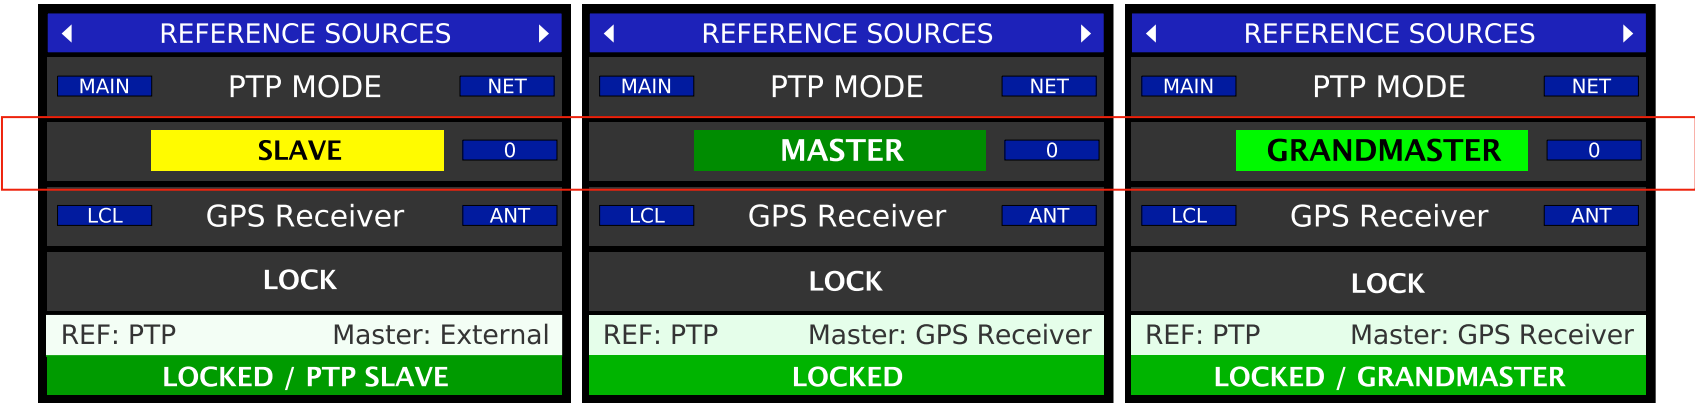 REFERENCE SOURCES
MAIN PTP MODE NET
SLAVE 0
LCL GPS Receiver ANT
LOCK
REF: PTP Master: External
LOCKED / PTP SLAVE
REFERENCE SOURCES
MAIN PTP MODE NET
MASTER 0
LCL GPS Receiver ANT
LOCK
REF: PTP Master: GPS Receiver
LOCKED
REFERENCE SOURCES
MAIN PTP MODE NET
GRANDMASTER 0
LCL GPS Receiver ANT
LOCK
REF: PTP Master: GPS Receiver
LOCKED / GRANDMASTER